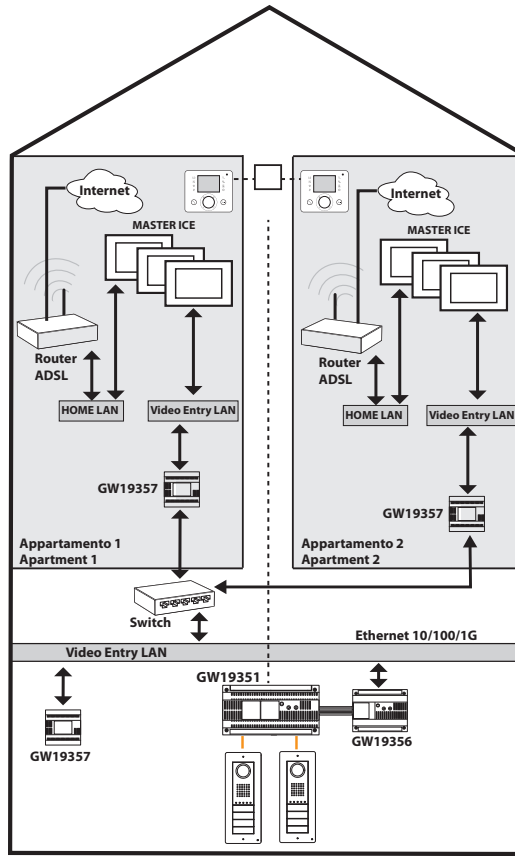 Internet
MASTER ICE
Router
ADSL
HOME LAN
Video Entry LAN
GW19357
Appartamento 1
Apartment 1
Internet
MASTER ICE
Router
ADSL
HOME LAN
Video Entry LAN
GW19357
Appartamento 2
Apartment 2
Switch
Ethernet 10/100/1G
Video Entry LAN
GW19351
GW19357
GW19356